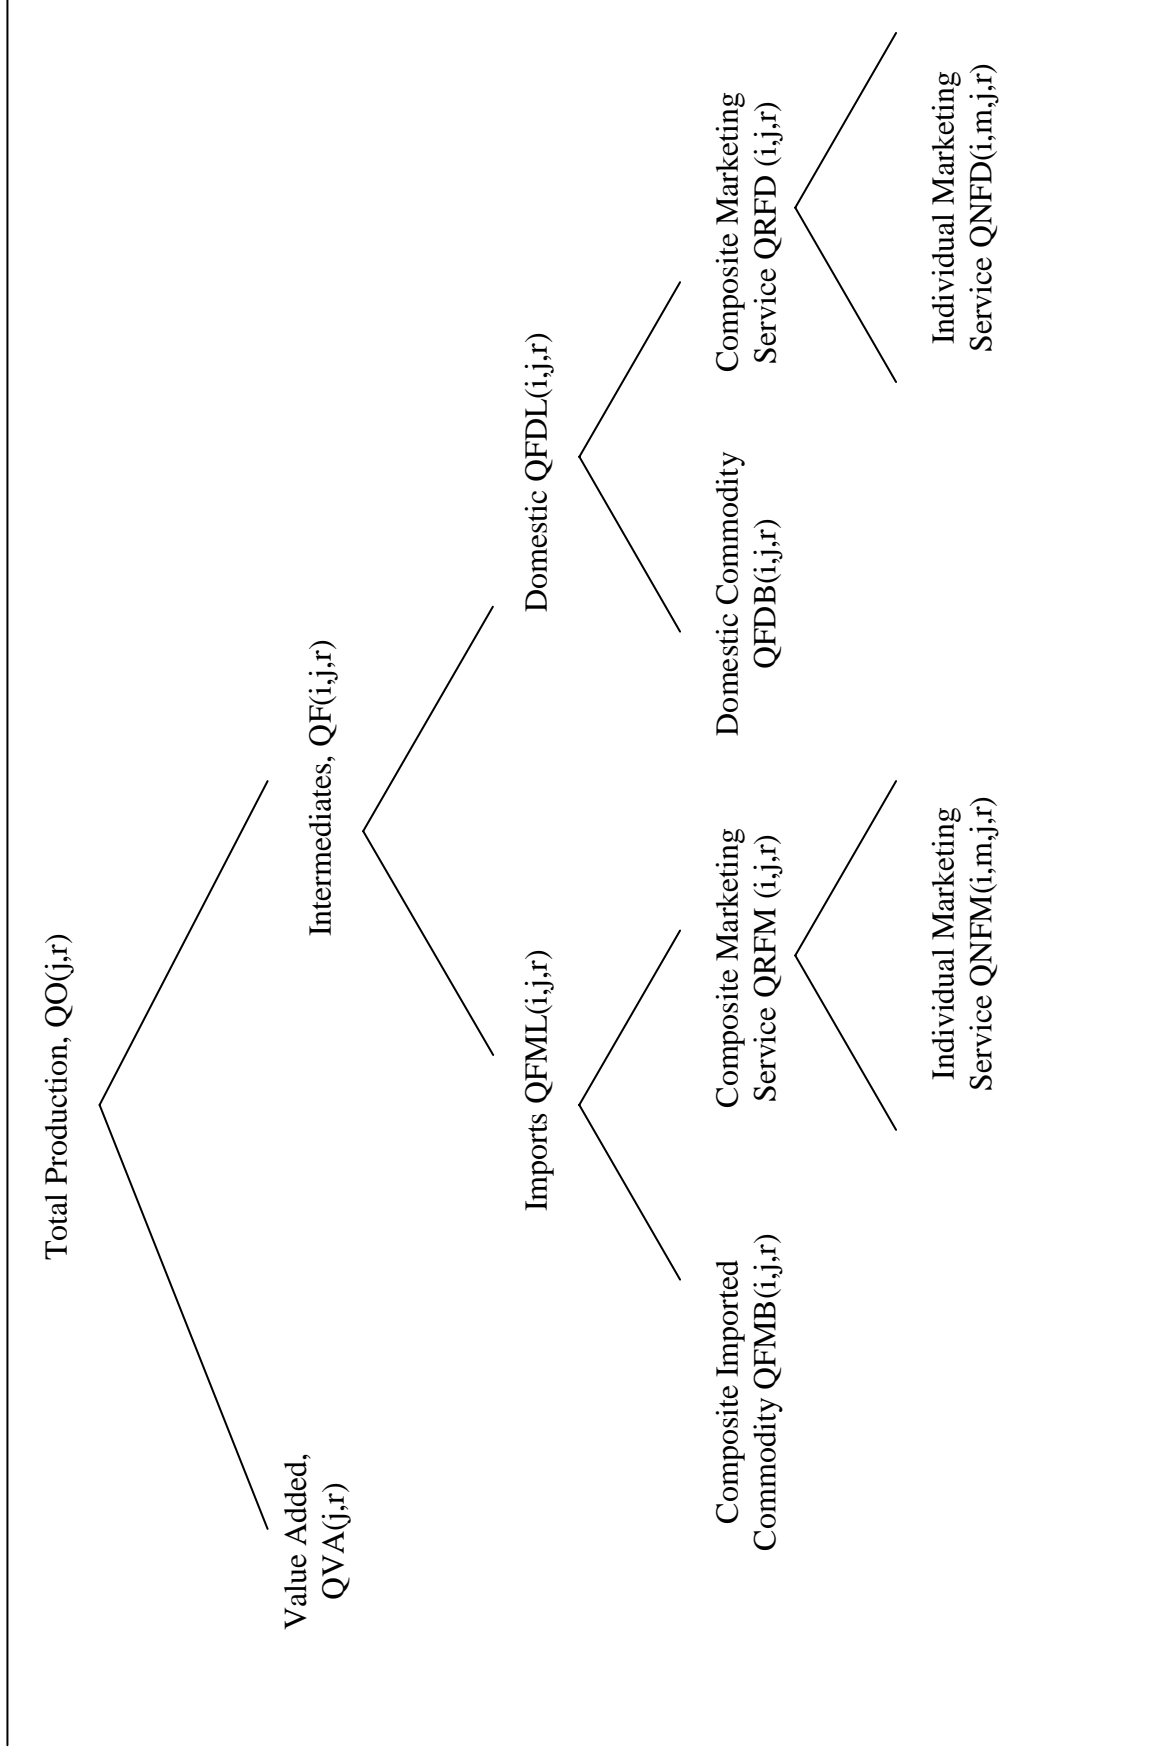 Total Production, QO(j,r)
Value Added,
QVA(j,r)
Intermediates, QF(i,j,r)
Imports QFML(i,j,r)
Domestic QFDL(i,j,r)
Composite Imported
Commodity QFMB(i,j,r)
Composite Marketing
Service QRFM (i,j,r)
Domestic Commodity
QFDB(i,j,r)
Composite Marketing
Service QRFD (i,j,r)
Individual Marketing
Service QNFM(i,m,j,r)
Individual Marketing
Service QNFD(i,m,j,r)